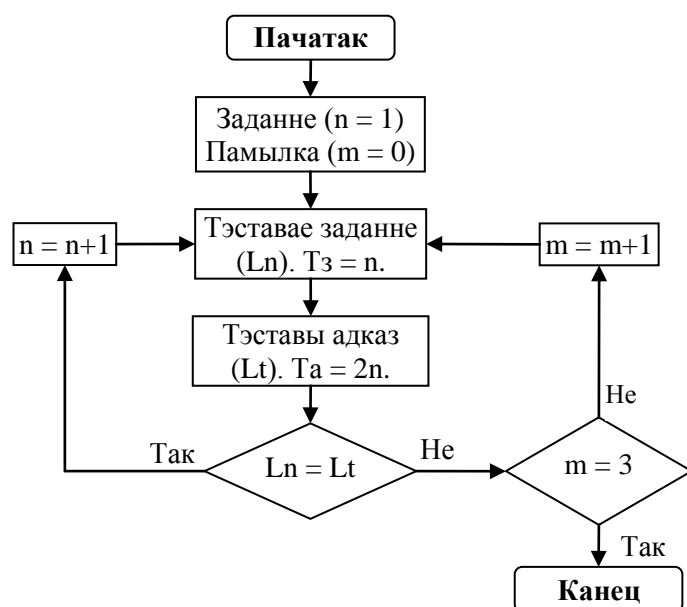 Пачатак
Заданне (n = 1)
Памылка (m = 0)
n = n+1
Тэставае заданне
(Ln). Тз = n.
m = m+1
Тэставы адказ
(Lt). Та = 2n.
Так
Ln = Lt
Не
m = 3
Не
Так
Канец